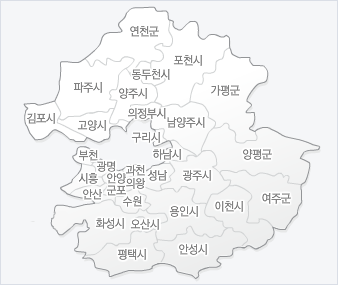 연천군
포천시
동두천시
파주시
양주시
가평군
의정부시
김포시
고양시
남양주시
구리시
부천
하남시
양평군
광명
과천
시흥
안양
의왕
성남
광주시
안산
군포
수원
이천시
여주군
용인시
화성시
오산시
평택시
안성시